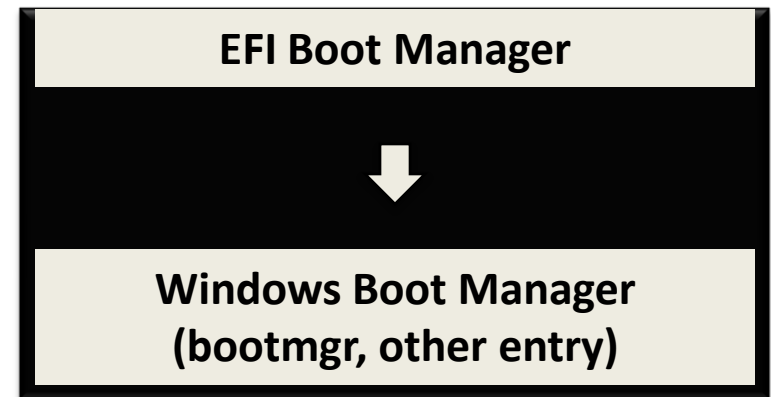 EFI Boot Manager
Windows Boot Manager
(bootmgr, other entry)